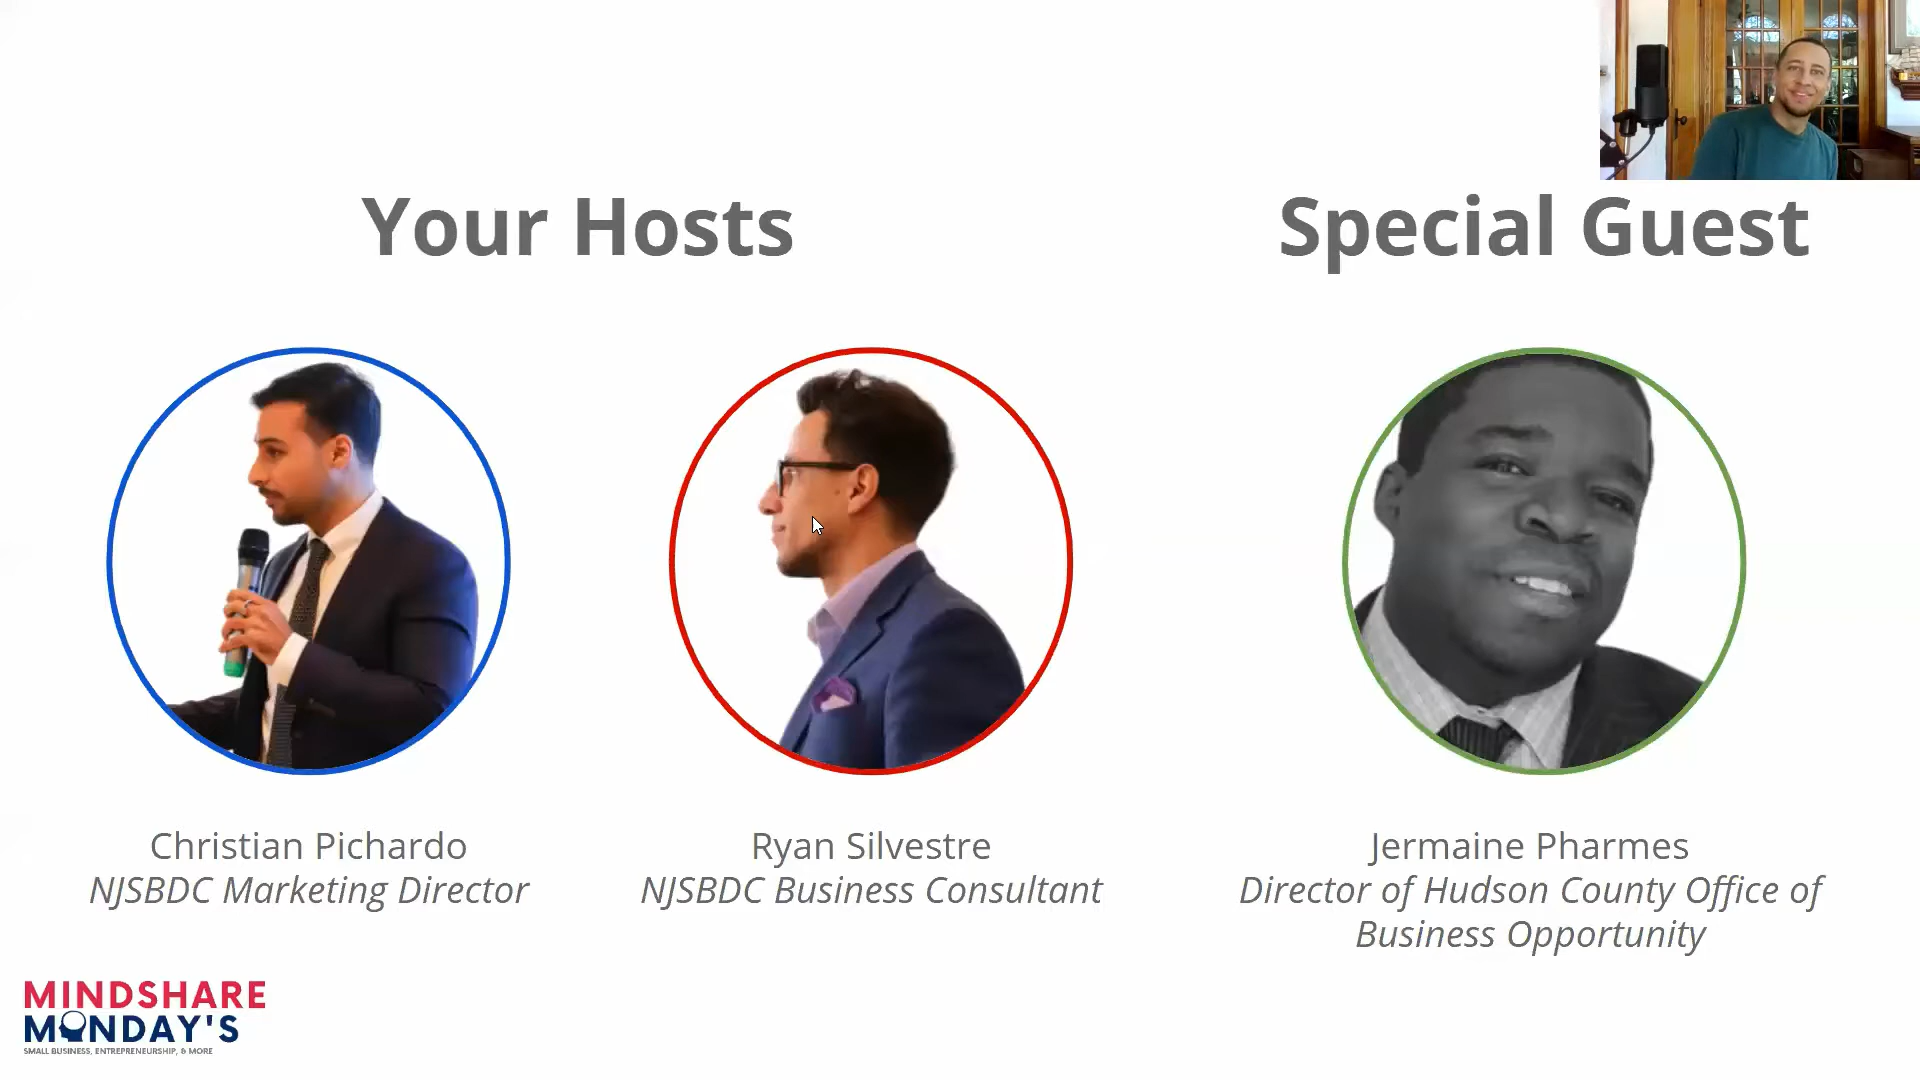 Your Hosts
Special Guest
Christian Pichardo
NJSBDC Marketing Director
Ryan Silvestre
NJSBDC Business Consultant
Jermaine Pharmes
Director of Hudson County Office of
Business Opportunity
MINDSHARE
MONDAY'S
SMALL BUSINESS, ENTREPRENEURSHIP, & MORE